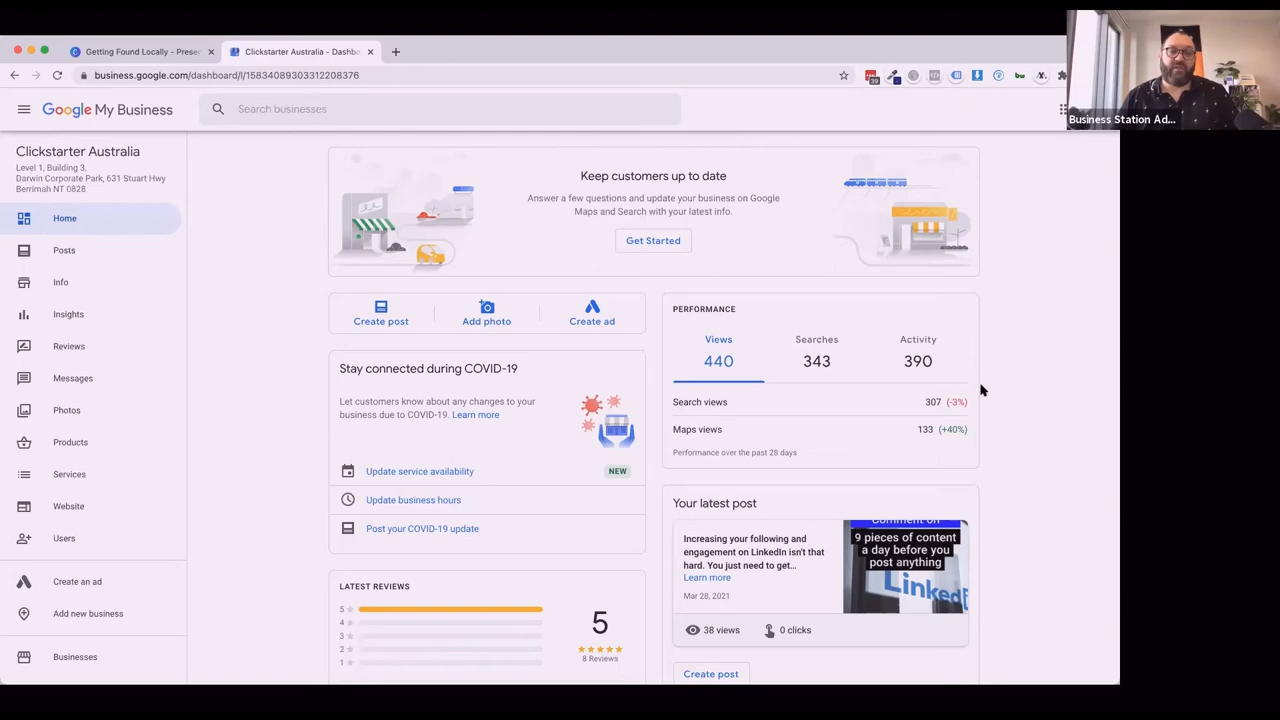 Getting Found Locally - Prese
Clickstarter Australia - Dashbo
business.google.com/dashboard/l/15834089303312208376
39
bw
Google My Business
Search businesses
Business Station Ad...
Clickstarter Australia
Level 1, Building 3,
Darwin Corporate Park, 631 Stuart Hwy
Berrimah NT 0828
Home
Posts
Info
Insights
Reviews
Messages
Photos
Products
Services
Website
Users
Create an ad
Add new business
Businesses
Keep customers up to date
Answer a few questions and update your business on Google
Maps and Search with your latest info.
Get Started
Create post
Add photo
Create ad
Stay connected during COVID-19
Let customers know about any changes to your
business due to COVID-19. Learn more
Update service availability
NEW
Update business hours
Post your COVID-19 update
LATEST REVIEWS
5
4
3
2
1
5
8 Reviews
PERFORMANCE
Views
Searches
Activity
440
343
390
Search views
307 (-3%)
Maps views
133 (+40%)
Performance over the past 28 days
Your latest post
Increasing your following and
engagement on LinkedIn isn't that
hard. You just need to get...
Learn more
Mar 28, 2021
Comment on
9 pieces of content
a day before you
post anything
Linked
38 views
0 clicks
Create post